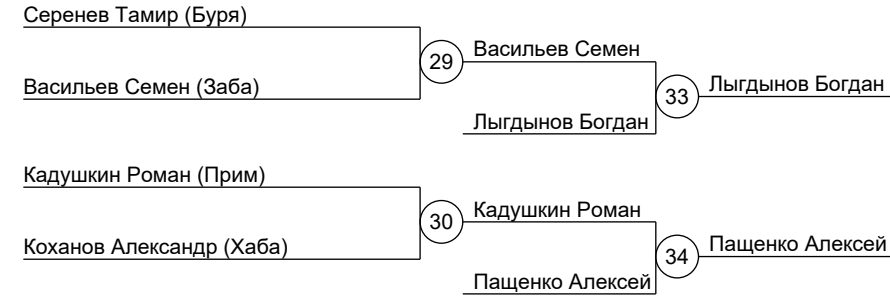 Серенев Тамир (Буря)
29
Васильев Семен
Васильев Семен (Заба)
33
Лыгдынов Богдан
Лыгдынов Богдан
Кадушкин Роман (Прим)
30
Кадушкин Роман
Коханов Александр (Хаба)
34
Пащенко Алексей
Пащенко Алексей